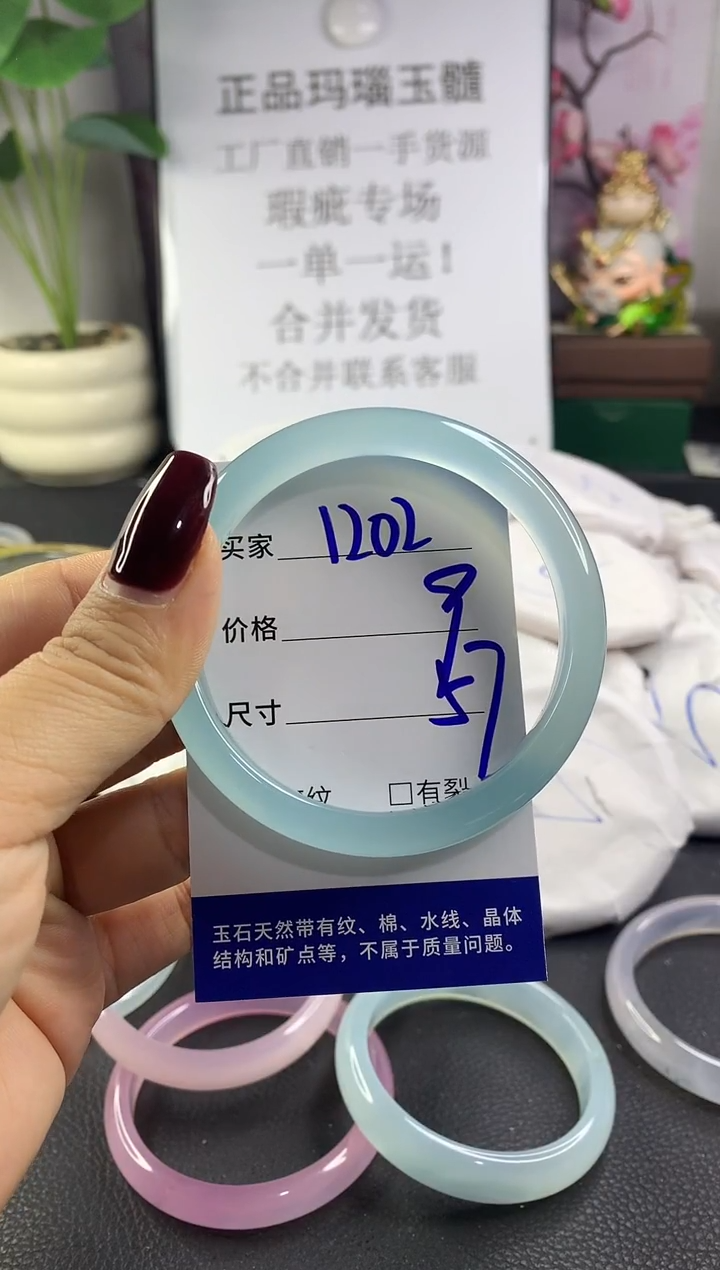 正品玛瑙玉髓
工厂直销一手货源
瑕疵专场
一单一运！
合并发货
不合并联系客服
买家 1202
价格
尺寸 57
纹 □有裂
玉石天然带有纹、棉、水线、晶体
结构和矿点等，不属于质量问题。